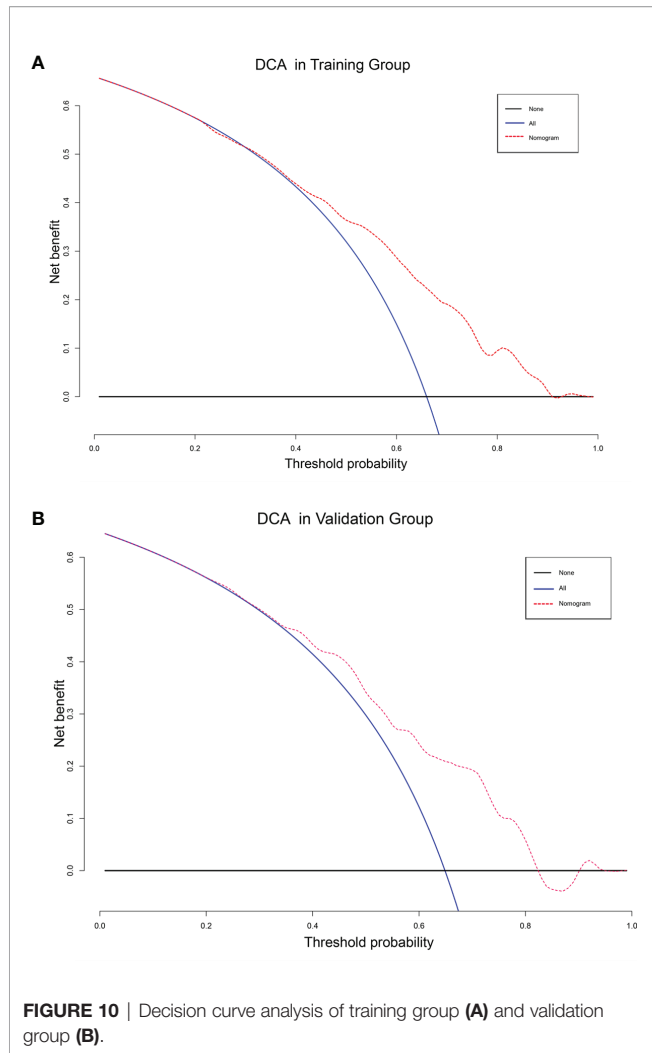 A
DCA in Training Group
None
All
Nomogram
Net benefit
0.6
0.5
0.4
0.3
0.2
0.1
0.0
0.0 0.2 0.4 0.6 0.8 1.0
Threshold probability
B
DCA in Validation Group
None
All
Nomogram
Net benefit
0.6
0.5
0.4
0.3
0.2
0.1
0.0
0.0 0.2 0.4 0.6 0.8 1.0
Threshold probability
FIGURE 10 | Decision curve analysis of training group (A) and validation
group (B).